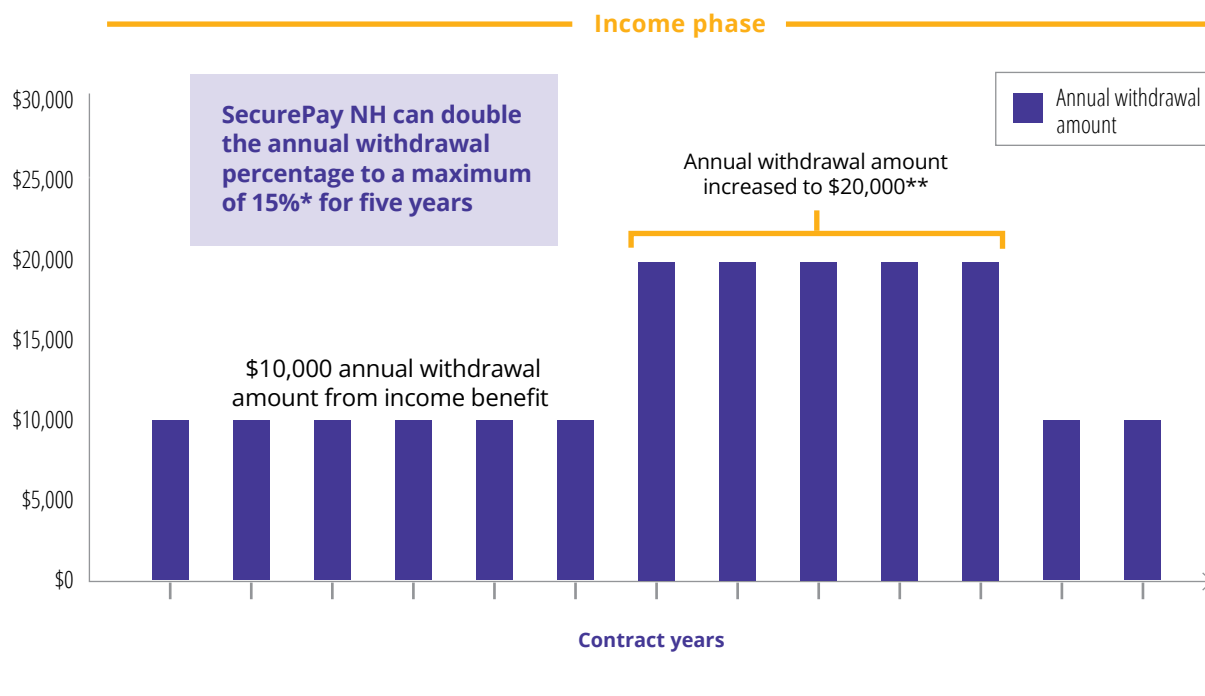 Income phase
$30,000
$25,000
$20,000
$15,000
$10,000
$5,000
$0
SecurePay NH can double
the annual withdrawal
percentage to a maximum
of 15%* for five years
Annual withdrawal
amount
Annual withdrawal amount
increased to $20,000**
$10,000 annual withdrawal
amount from income benefit
Contract years